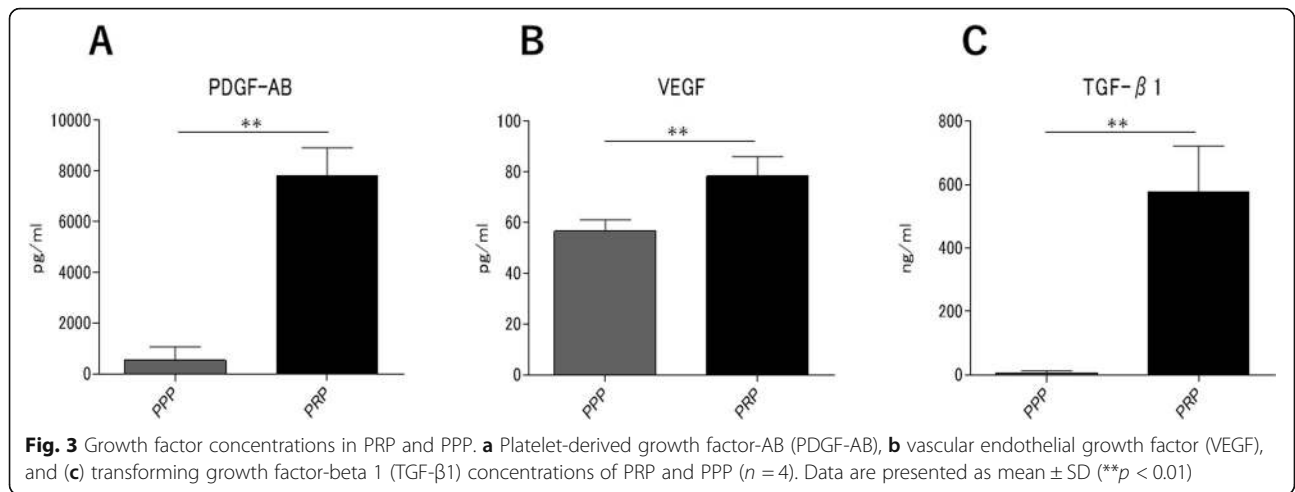 A
PDGF-AB
10000
8000
6000
4000
2000
0
pg/ml
**
PPP
PRP
B
VEGF
100
80
60
40
20
0
pg/ml
**
PPP
PRP
C
TGF-β1
800
600
400
200
0
ng/ml
**
PPP
PRP
Fig. 3 Growth factor concentrations in PRP and PPP. a Platelet-derived growth factor-AB (PDGF-AB), b vascular endothelial growth factor (VEGF),
and (c) transforming growth factor-beta 1 (TGF-β1) concentrations of PRP and PPP (n = 4). Data are presented as mean ± SD (**p < 0.01)